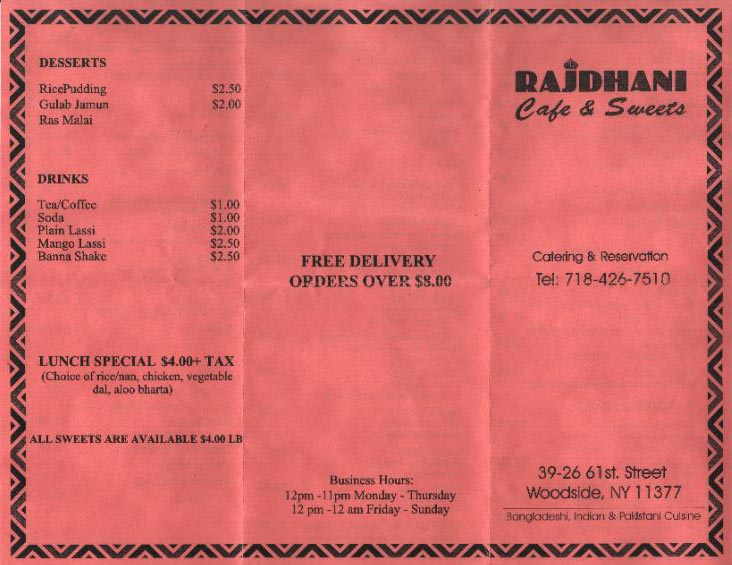 DESSERTS
RicePudding $2.50
Gulab Jamun $2.00
Ras Malai
DRINKS
Tea/Coffee $1.00
Soda $1.00
Plain Lassi $2.00
Mango Lassi $2.50
Banna Shake $2.50
LUNCH SPECIAL $4.00+ TAX
(Choice of rice/nan, chicken, vegetable
dal, aloo bharta)
ALL SWEETS ARE AVAILABLE $4.00 LB
FREE DELIVERY
ORDERS OVER $8.00
Business Hours:
12pm -11pm Monday - Thursday
12 pm -12 am Friday - Sunday
RAJDHANI
Cafe & Sweets
Catering & Reservation
Tel: 718-426-7510
39-26 61st. Street
Woodside, NY 11377
Bangladeshi, Indian & Pakistani Cuisine